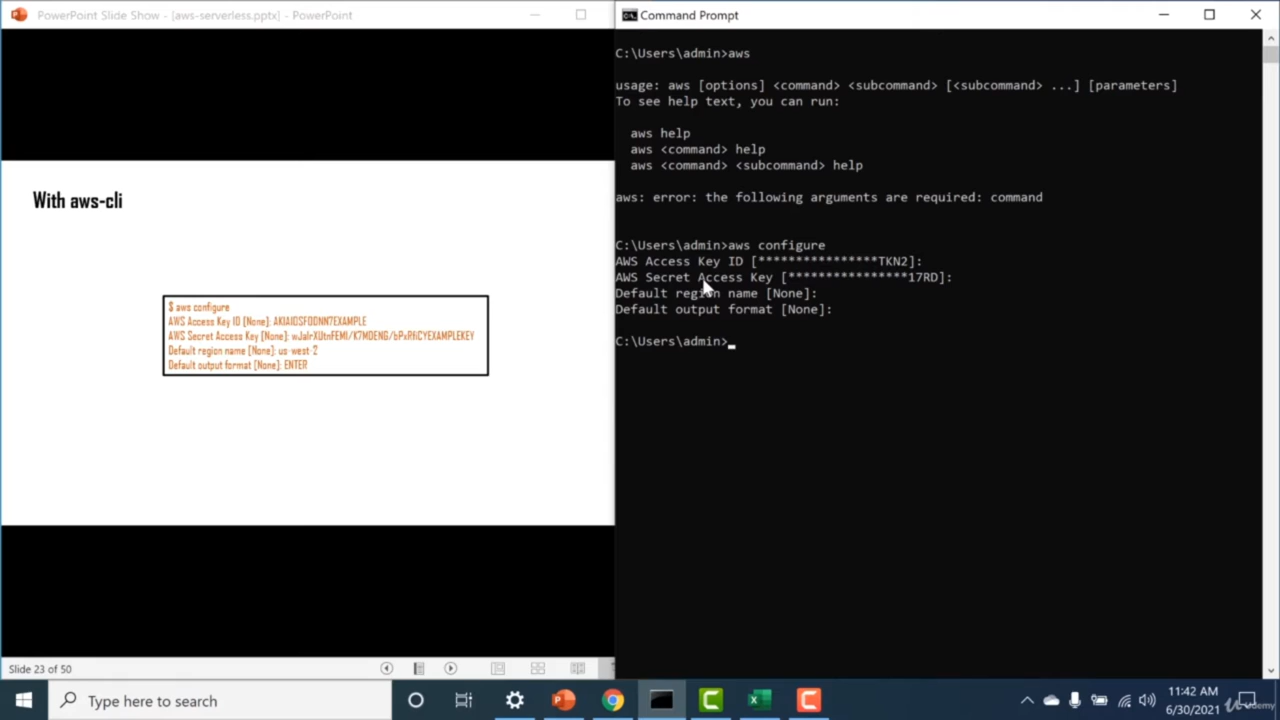 PowerPoint Slide Show - [aws-serverless.pptx] - PowerPoint
With aws-cli
$ aws configure
AWS Access Key ID [None]: AKIAIOSFODNN7EXAMPLE
AWS Secret Access Key [None]: wJalrXUtnFEMI/K7MDENG/bPxRfiCYEXAMPLEKEY
Default region name [None]: us-west-2
Default output format [None]: ENTER
Slide 23 of 50
Command Prompt
C:\Users\admin>aws
usage: aws [options] <command> <subcommand> [<subcommand> ...] [parameters]
To see help text, you can run:
aws help
aws <command> help
aws <command> <subcommand> help
aws: error: the following arguments are required: command
C:\Users\admin>aws configure
AWS Access Key ID [****************TKN2]:
AWS Secret Access Key [****************17RD]:
Default region name [None]:
Default output format [None]:
C:\Users\admin>
Type here to search
11:42 AM
6/30/2021
Udemy